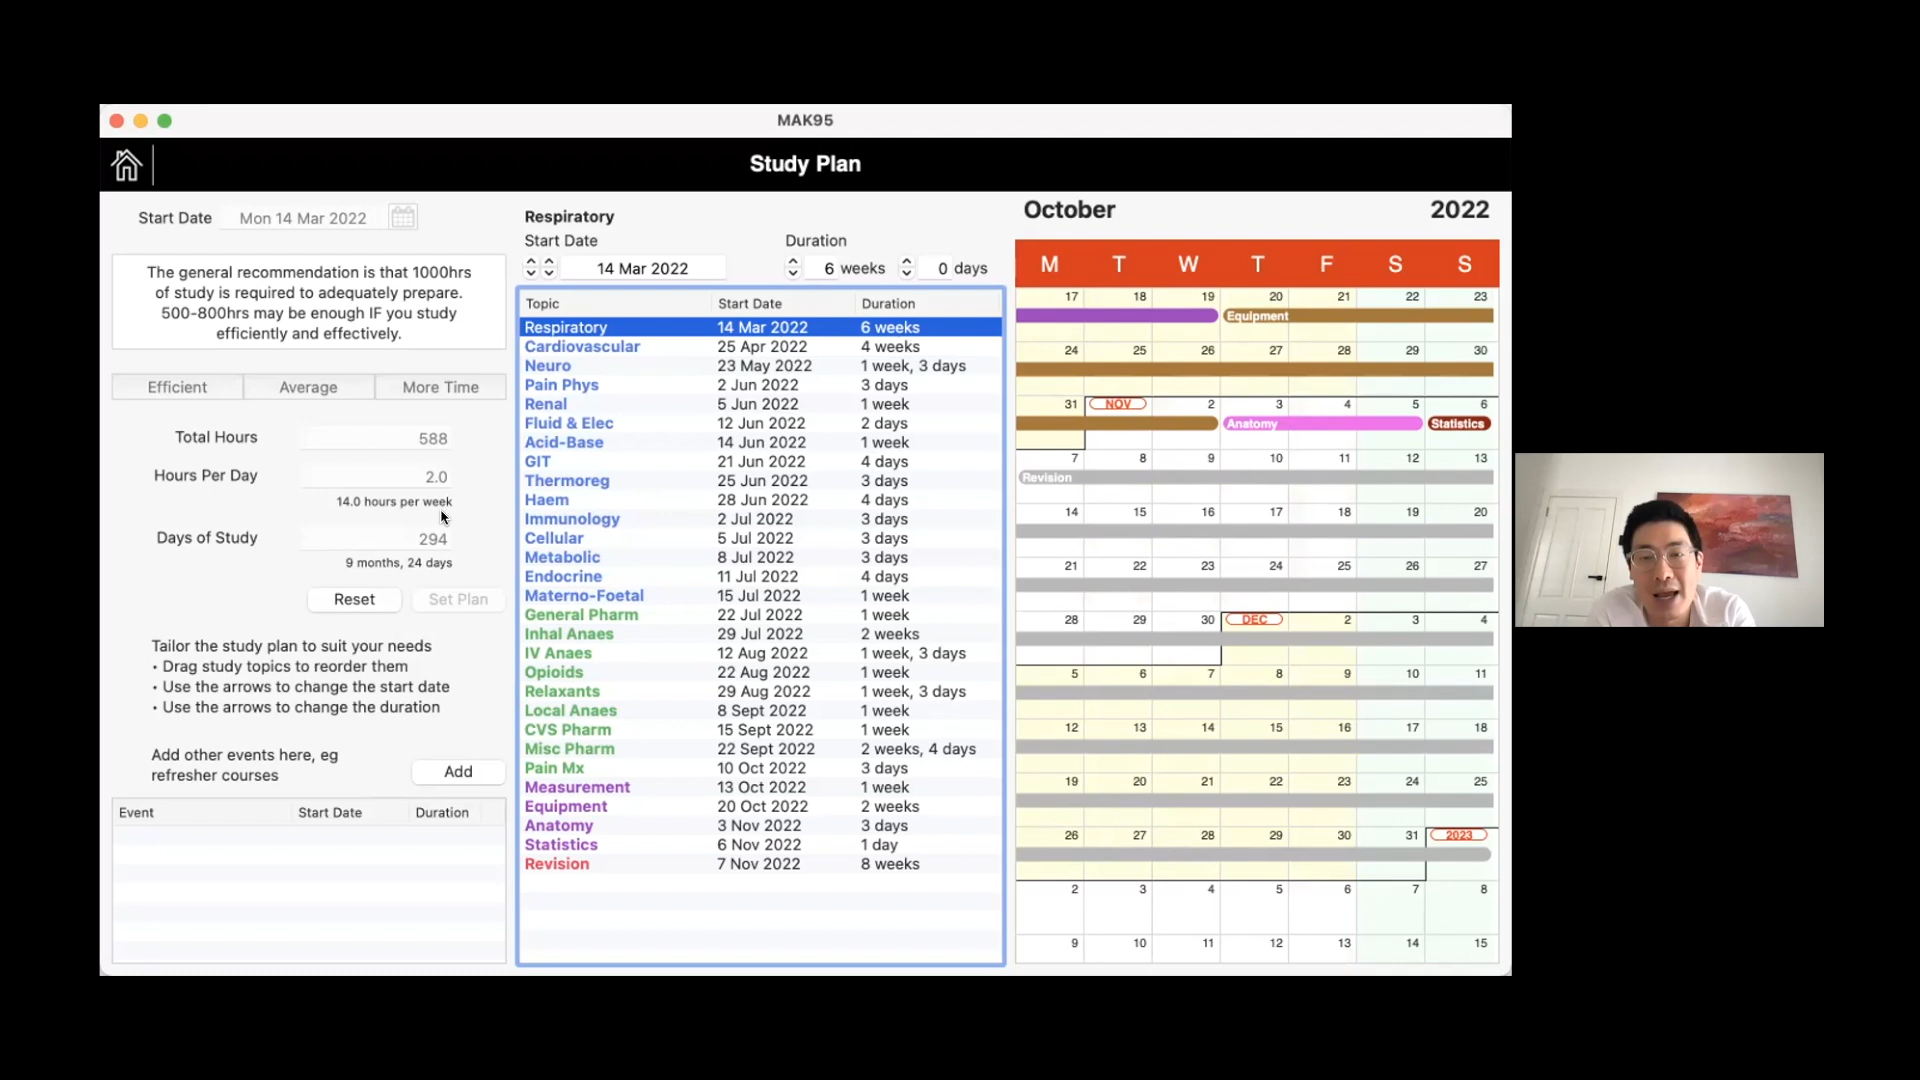 MAK95
Study Plan
Start Date Mon 14 Mar 2022
The general recommendation is that 1000hrs
of study is required to adequately prepare.
500-800hrs may be enough IF you study
efficiently and effectively.
Efficient Average More Time
Total Hours 588
Hours Per Day 2.0
14.0 hours per week
Days of Study 294
9 months, 24 days
Reset Set Plan
Tailor the study plan to suit your needs
• Drag study topics to reorder them
• Use the arrows to change the start date
• Use the arrows to change the duration
Add other events here, eg
refresher courses
Add
Event Start Date Duration
Respiratory
Start Date Duration
14 Mar 2022 6 weeks 0 days
Topic Start Date Duration
Respiratory 14 Mar 2022 6 weeks
Cardiovascular 25 Apr 2022 4 weeks
Neuro 23 May 2022 1 week, 3 days
Pain Phys 2 Jun 2022 3 days
Renal 5 Jun 2022 1 week
Fluid & Elec 12 Jun 2022 2 days
Acid-Base 14 Jun 2022 1 week
GIT 21 Jun 2022 4 days
Thermoreg 25 Jun 2022 3 days
Haem 28 Jun 2022 4 days
Immunology 2 Jul 2022 3 days
Cellular 5 Jul 2022 3 days
Metabolic 8 Jul 2022 3 days
Endocrine 11 Jul 2022 4 days
Materno-Foetal 15 Jul 2022 1 week
General Pharm 22 Jul 2022 1 week
Inhal Anaes 29 Jul 2022 2 weeks
IV Anaes 12 Aug 2022 1 week, 3 days
Opioids 22 Aug 2022 1 week
Relaxants 29 Aug 2022 1 week, 3 days
Local Anaes 8 Sept 2022 1 week
CVS Pharm 15 Sept 2022 1 week
Misc Pharm 22 Sept 2022 2 weeks, 4 days
Pain Mx 10 Oct 2022 3 days
Measurement 13 Oct 2022 1 week
Equipment 20 Oct 2022 2 weeks
Anatomy 3 Nov 2022 3 days
Statistics 6 Nov 2022 1 day
Revision 7 Nov 2022 8 weeks
October 2022
M T W T F S S
17 18 19 20 21 22 23
Equipment
24 25 26 27 28 29 30
31 NOV 2 3 4 5 6
Anatomy Statistics
7 8 9 10 11 12 13
Revision
14 15 16 17 18 19 20
21 22 23 24 25 26 27
28 29 30 DEC 2 3 4
5 6 7 8 9 10 11
12 13 14 15 16 17 18
19 20 21 22 23 24 25
26 27 28 29 30 31 2023
2 3 4 5 6 7 8
9 10 11 12 13 14 15